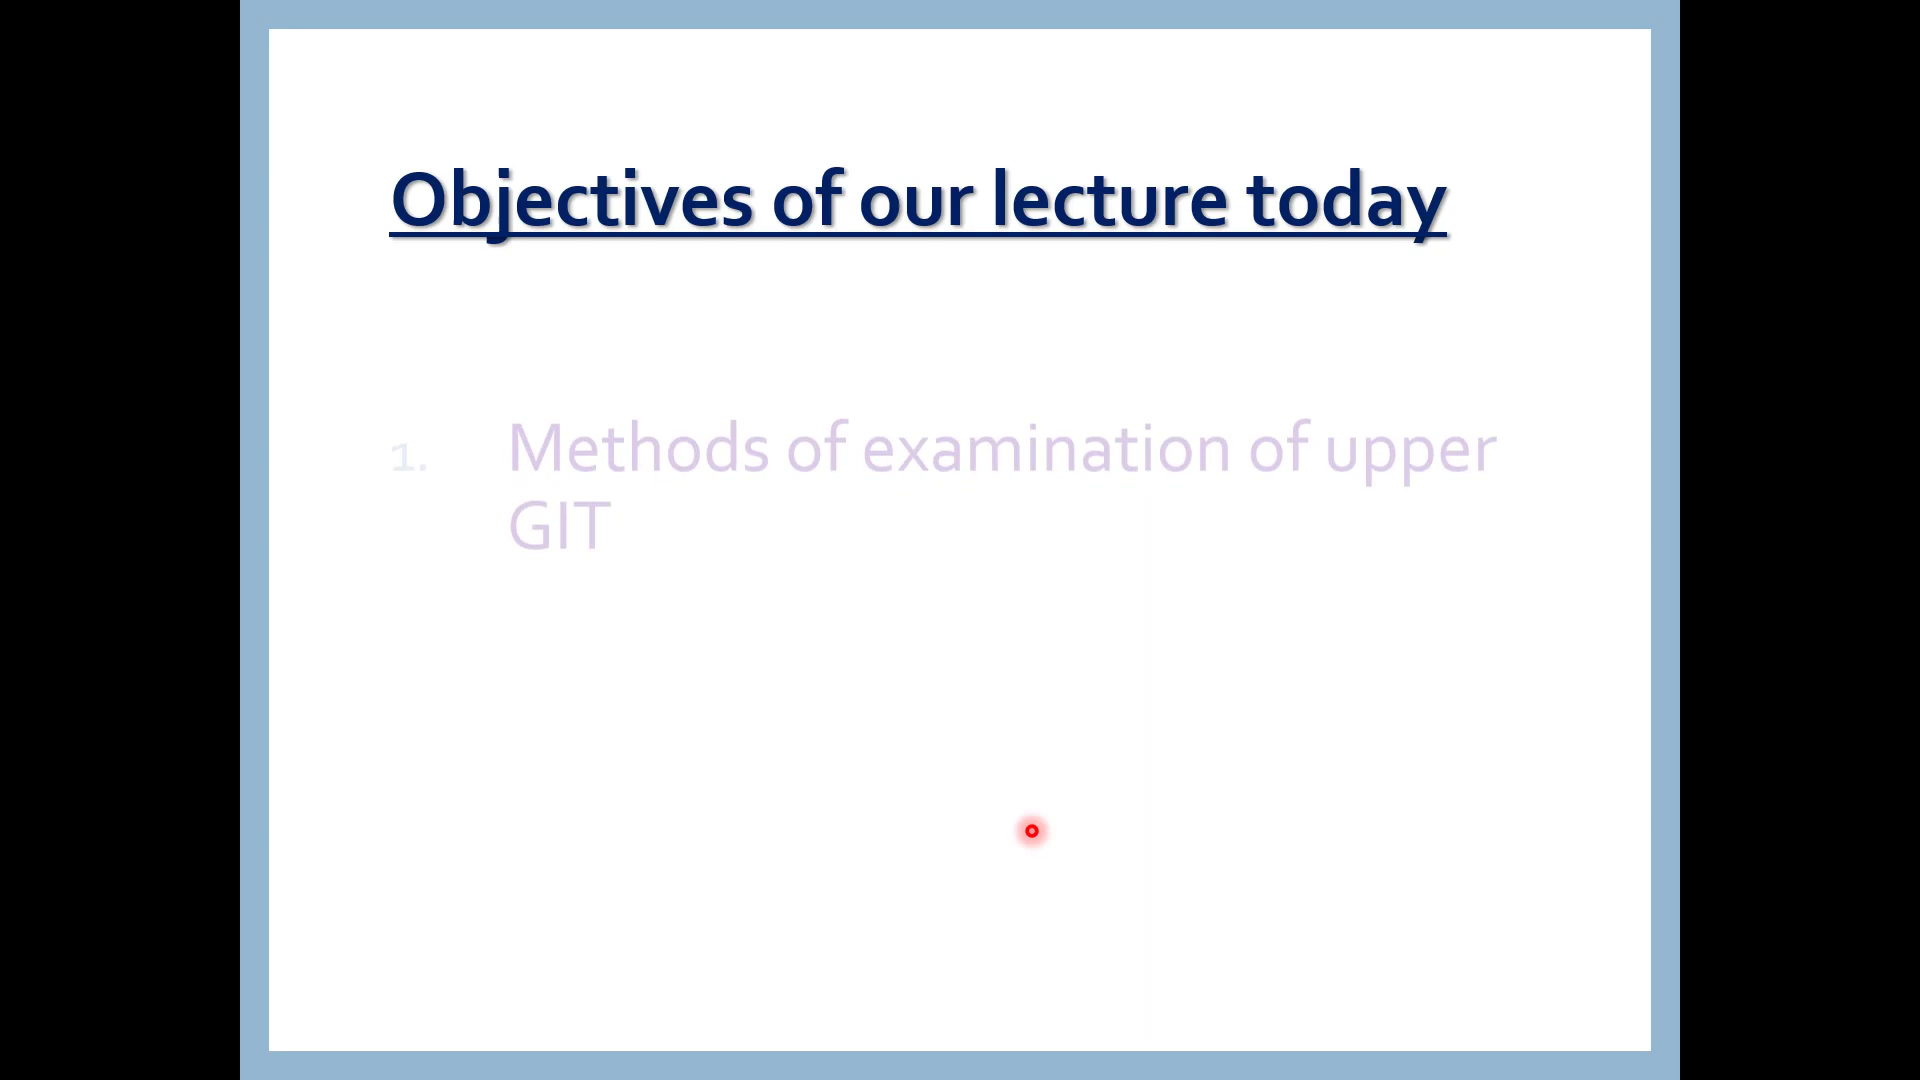 Objectives of our lecture today
1. Methods of examination of upper
GIT